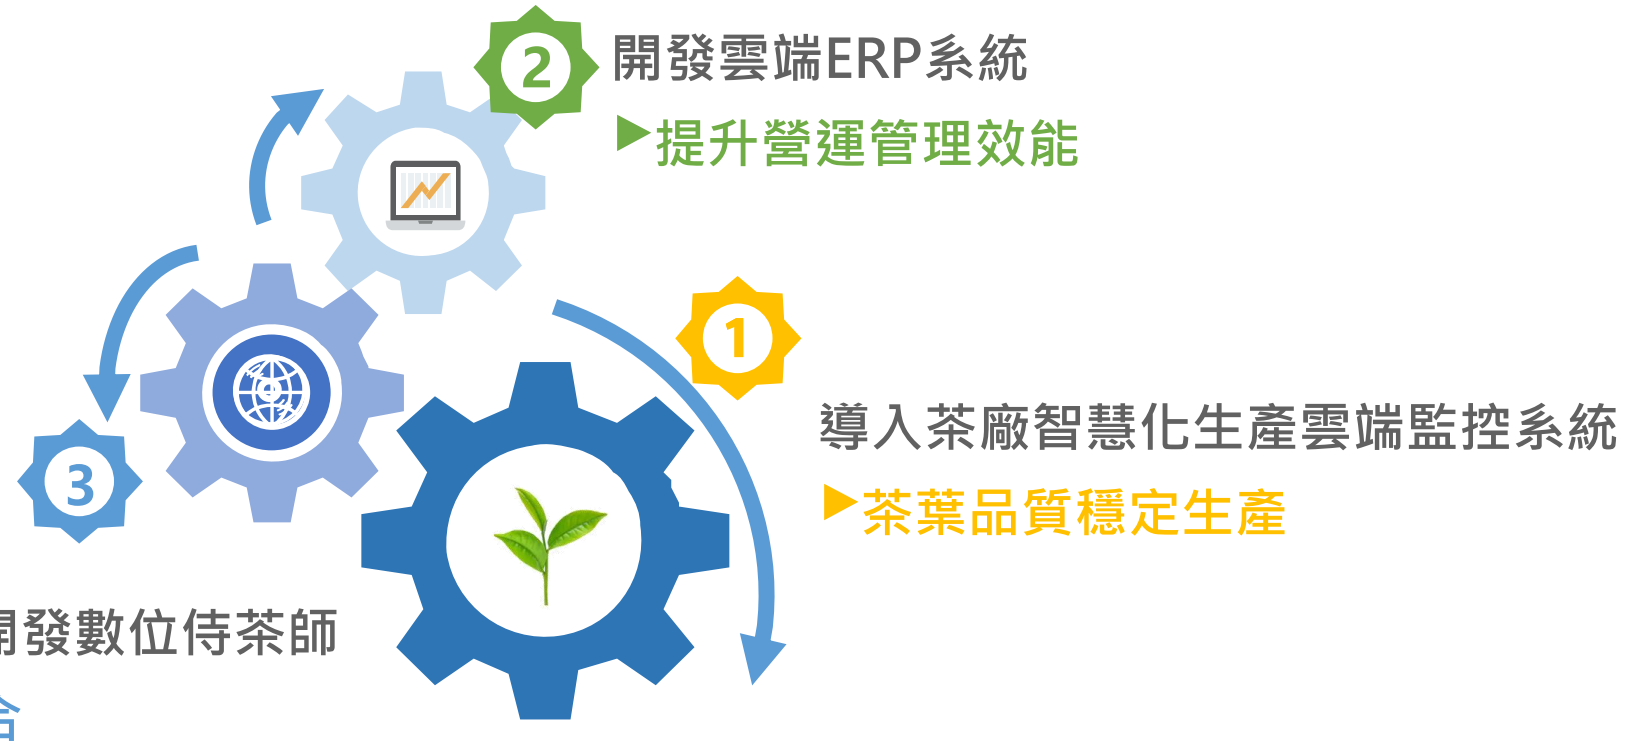 2
開發雲端ERP系統
提升營運管理效能
1
導入茶廠智慧化生產雲端監控系統
茶葉品質穩定生產
3
開發數位侍茶師